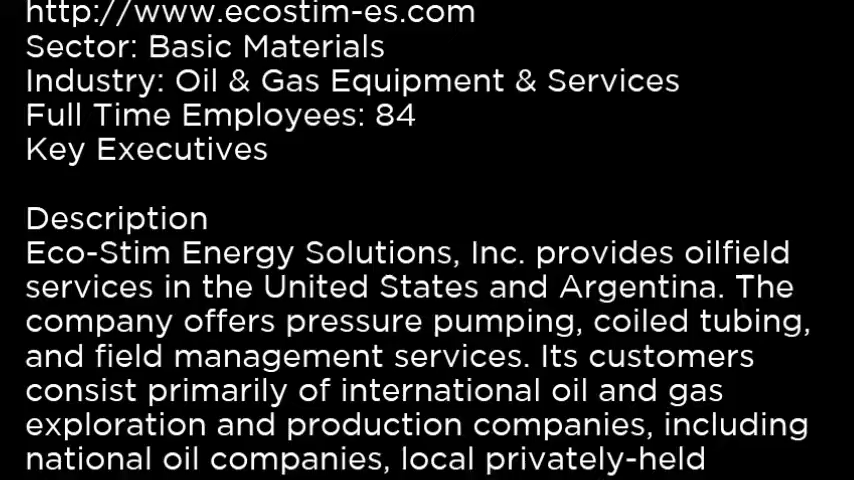 http://www.ecostim-es.com
Sector: Basic Materials
Industry: Oil & Gas Equipment & Services
Full Time Employees: 84
Key Executives
Description
Eco-Stim Energy Solutions, Inc. provides oilfield
services in the United States and Argentina. The
company offers pressure pumping, coiled tubing,
and field management services. Its customers
consist primarily of international oil and gas
exploration and production companies, including
national oil companies, local privately-held